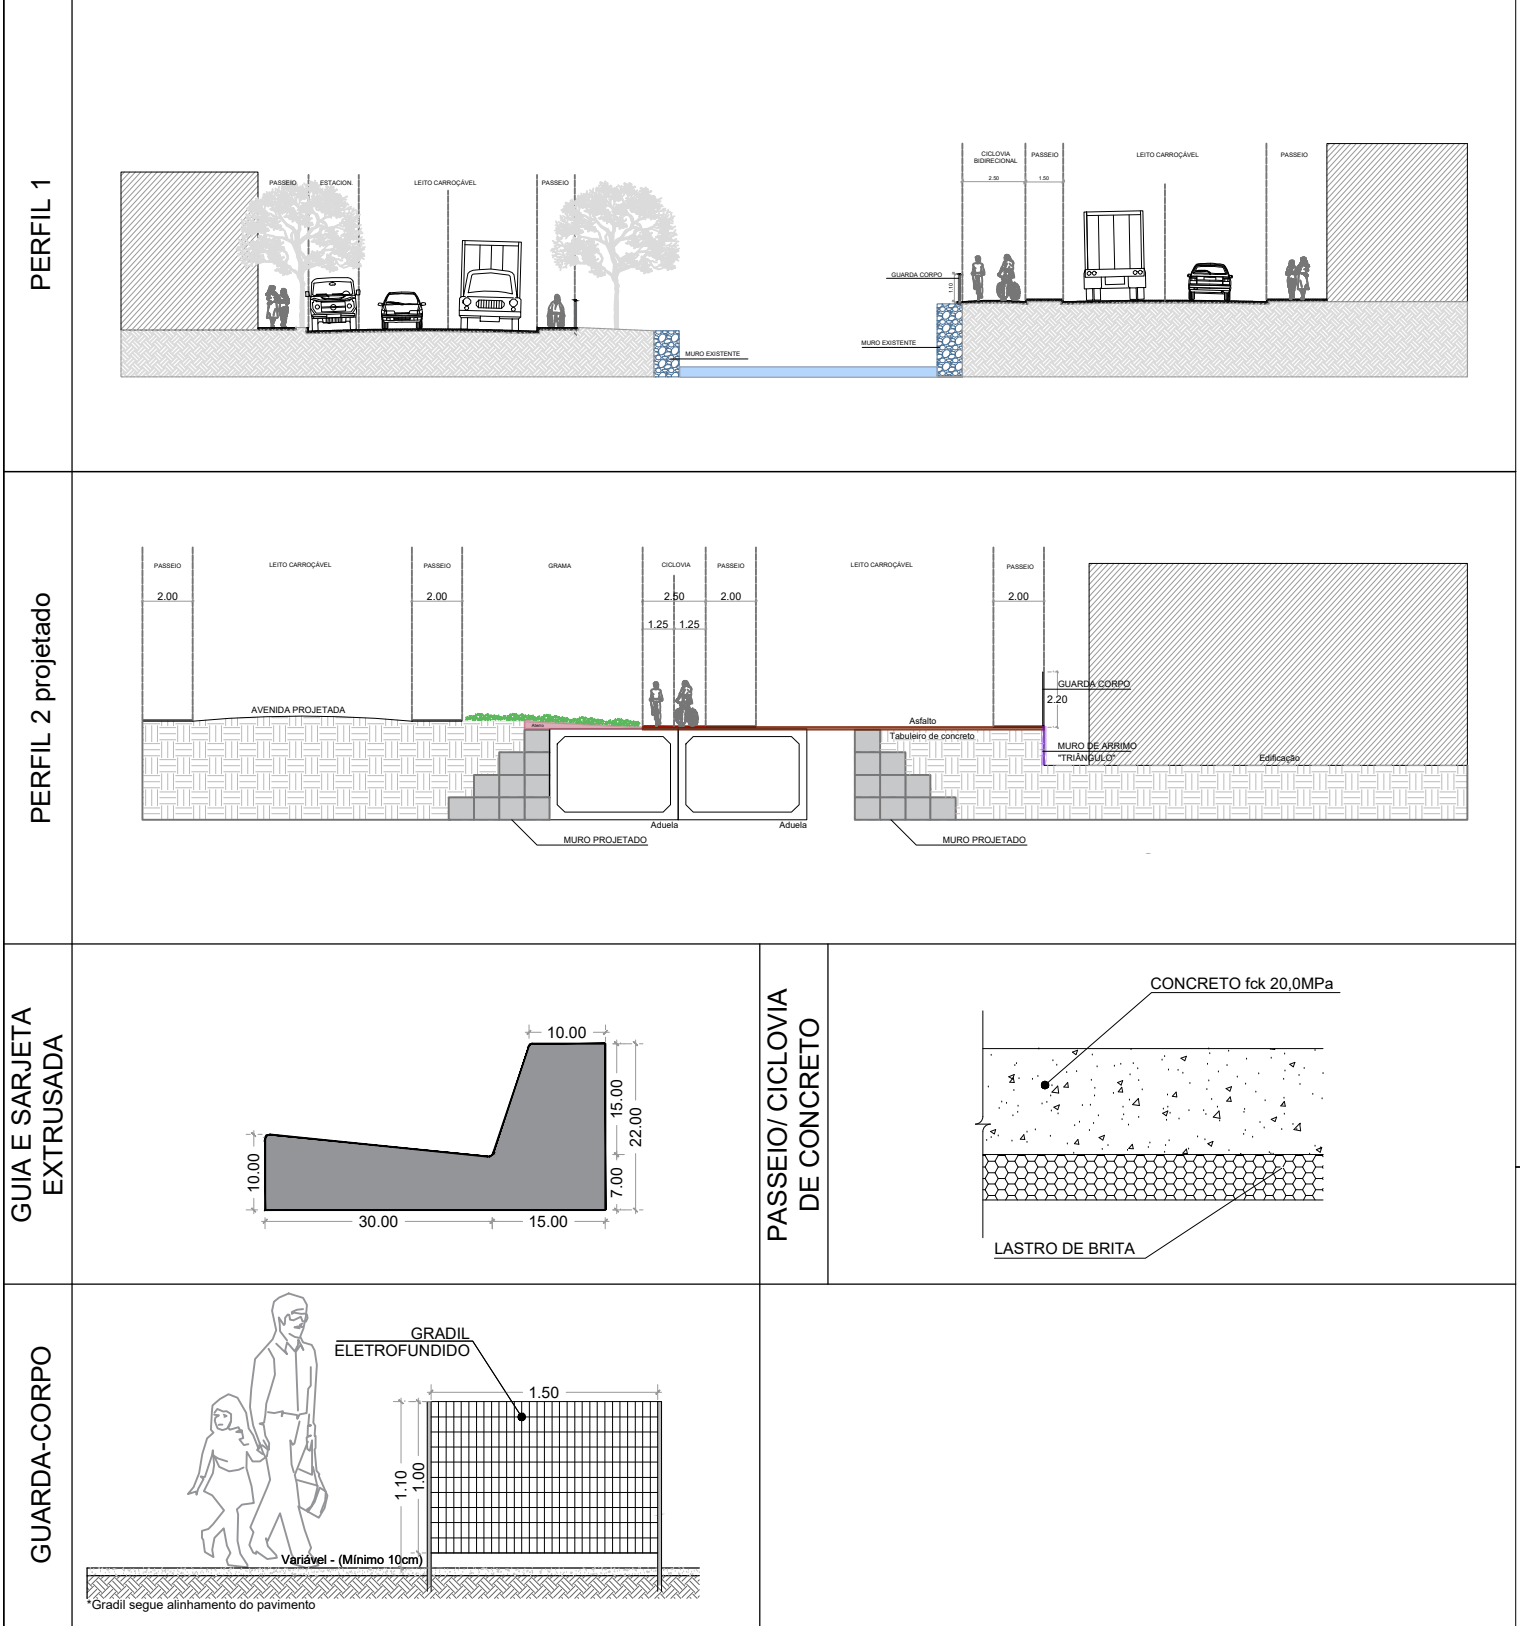 PERFIL 1
PASSEIO
ESTACION.
LEITO CARROÇÁVEL
PASSEIO
CICLOVIA
BIDIRECIONAL
PASSEIO
LEITO CARROÇÁVEL
PASSEIO
2.50
1.50
GUARDA CORPO
1.10
MURO EXISTENTE
MURO EXISTENTE
PERFIL 2 projetado
PASSEIO
LEITO CARROÇÁVEL
PASSEIO
GRAMA
CICLOVIA
PASSEIO
LEITO CARROÇÁVEL
PASSEIO
2.00
2.00
2.50
2.00
2.00
1.25
1.25
GUARDA CORPO
2.20
AVENIDA PROJETADA
Aterro
Asfalto
Tabuleiro de concreto
MURO DE ARRIMO
"TRIÂNGULO"
Edificação
Aduela
Aduela
MURO PROJETADO
MURO PROJETADO
GUIA E SARJETA
EXTRUSADA
10.00
15.00
22.00
7.00
10.00
30.00
15.00
PASSEIO/ CICLOVIA
DE CONCRETO
CONCRETO fck 20,0MPa
LASTRO DE BRITA
GUARDA-CORPO
GRADIL
ELETROFUNDIDO
1.50
1.10
1.00
Variável - (Mínimo 10cm)
*Gradil segue alinhamento do pavimento